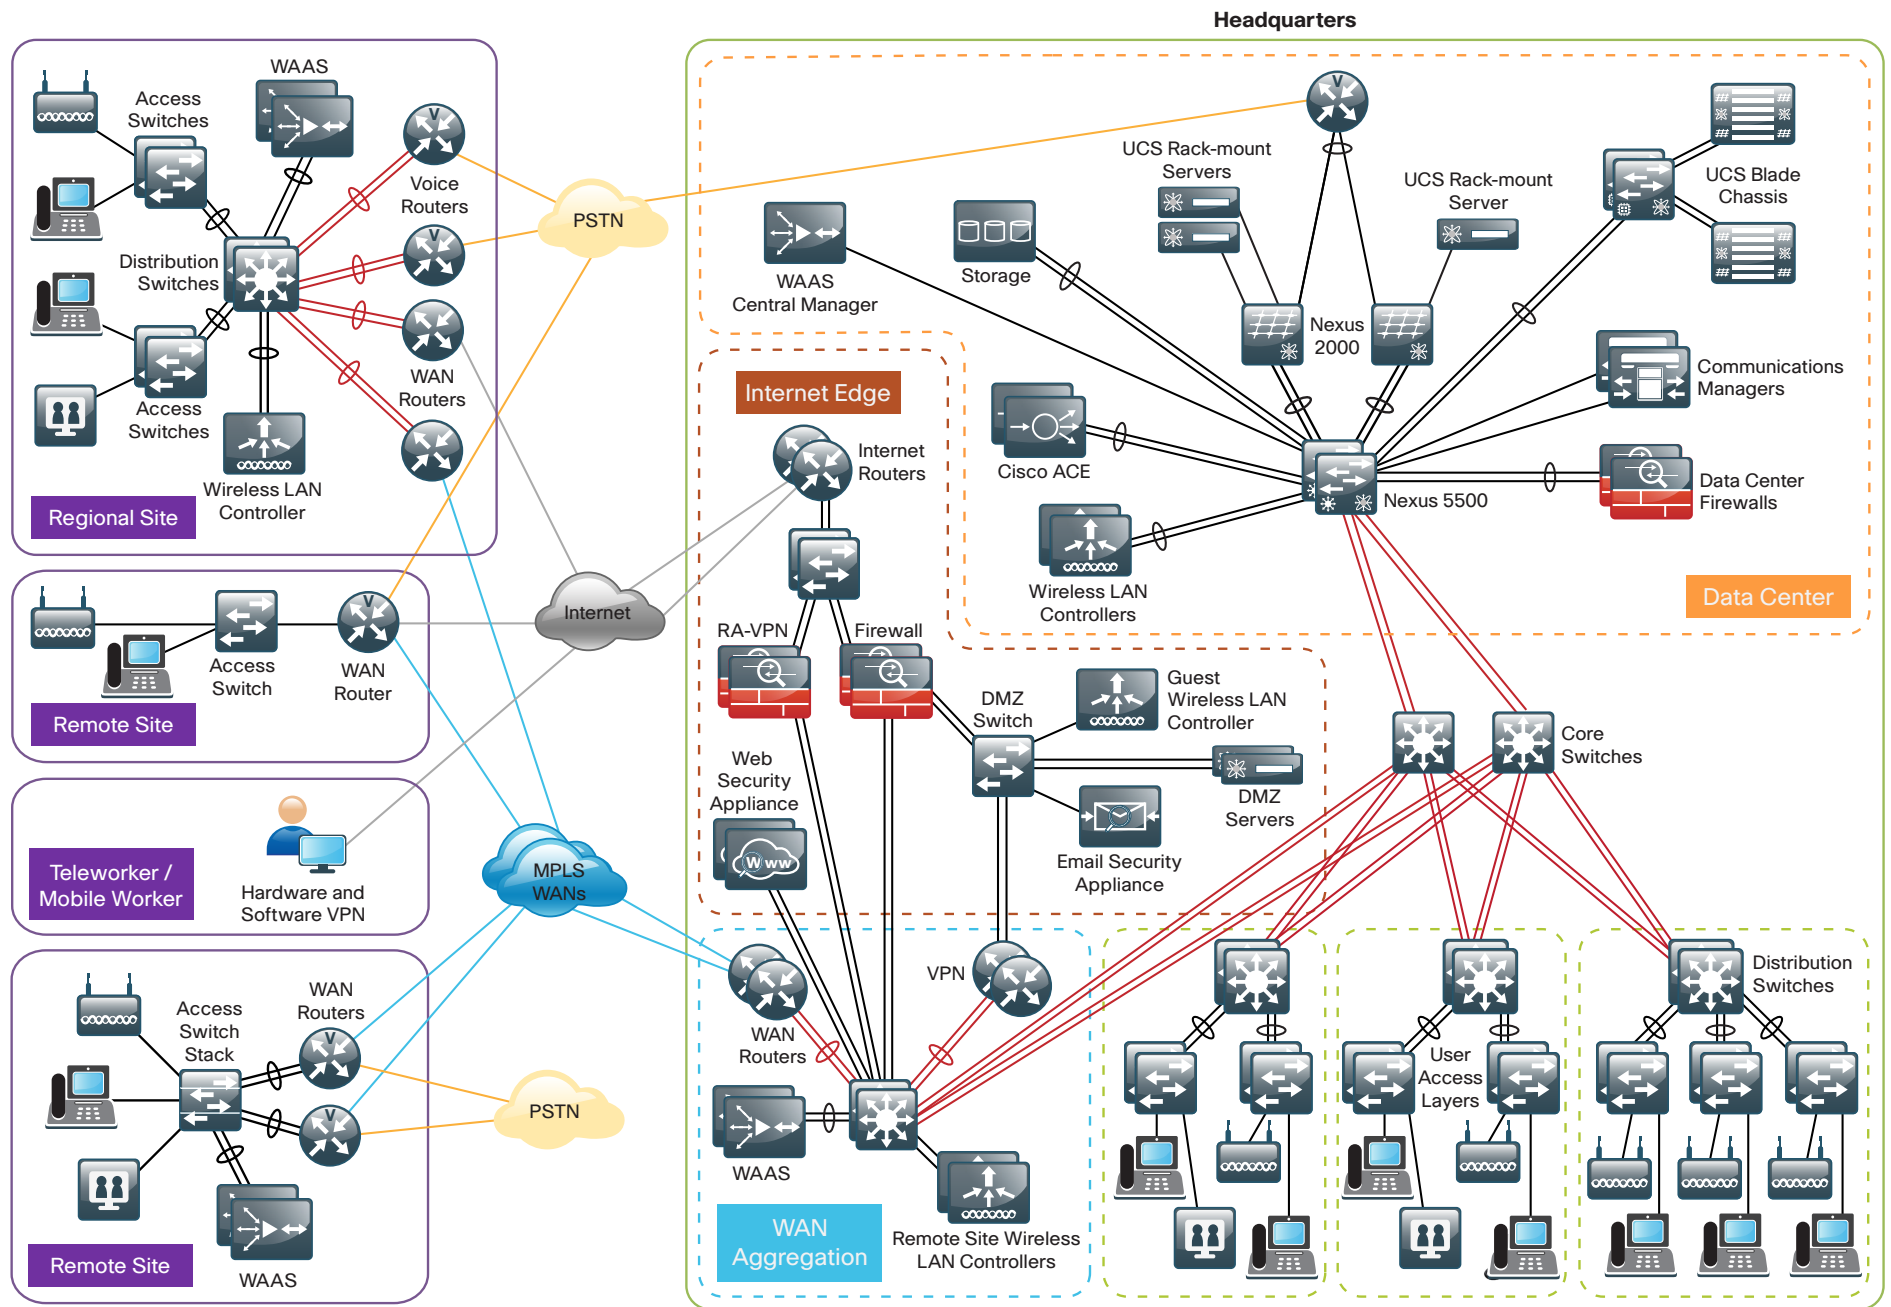 Headquarters
WAAS
Access
Switches
V
Voice
Routers
V
Distribution
Switches
WAN
Routers
Access
Switches
Wireless LAN
Controller
Regional Site
PSTN
V
UCS Rack-mount
Servers
UCS Rack-mount
Server
UCS Blade
Chassis
WAAS
Central Manager
Storage
Nexus
2000
Communications
Managers
Cisco ACE
Nexus 5500
Data Center
Firewalls
Wireless LAN
Controllers
Data Center
Internet Edge
Internet
Routers
RA-VPN
Firewall
DMZ
Switch
Guest
Wireless LAN
Controller
Web
Security
Appliance
Www
DMZ
Servers
Email Security
Appliance
Core
Switches
Internet
V
Access
Switch
WAN
Router
Remote Site
Teleworker /
Mobile Worker
Hardware and
Software VPN
MPLS
WANs
WAN
Routers
V
Access
Switch
Stack
V
PSTN
WAAS
Remote Site
VPN
WAN
Routers
WAAS
WAN
Aggregation
Remote Site Wireless
LAN Controllers
User
Access
Layers
Distribution
Switches